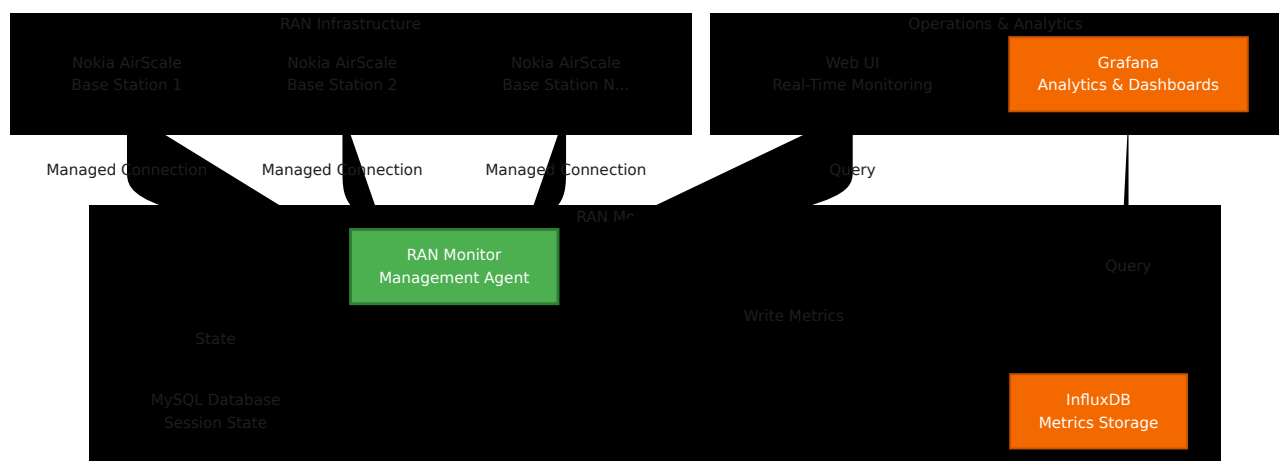 RAN Infrastructure
Nokia AirScale
Base Station 1
Nokia AirScale
Base Station 2
Nokia AirScale
Base Station N...
Operations & Analytics
Web UI
Real-Time Monitoring
Grafana
Analytics & Dashboards
Managed Connection
Managed Connection
Managed Connection
Query
RAN
RAN Monitor
Management Agent
Query
Write Metrics
State
MySQL Database
Session State
InfluxDB
Metrics Storage